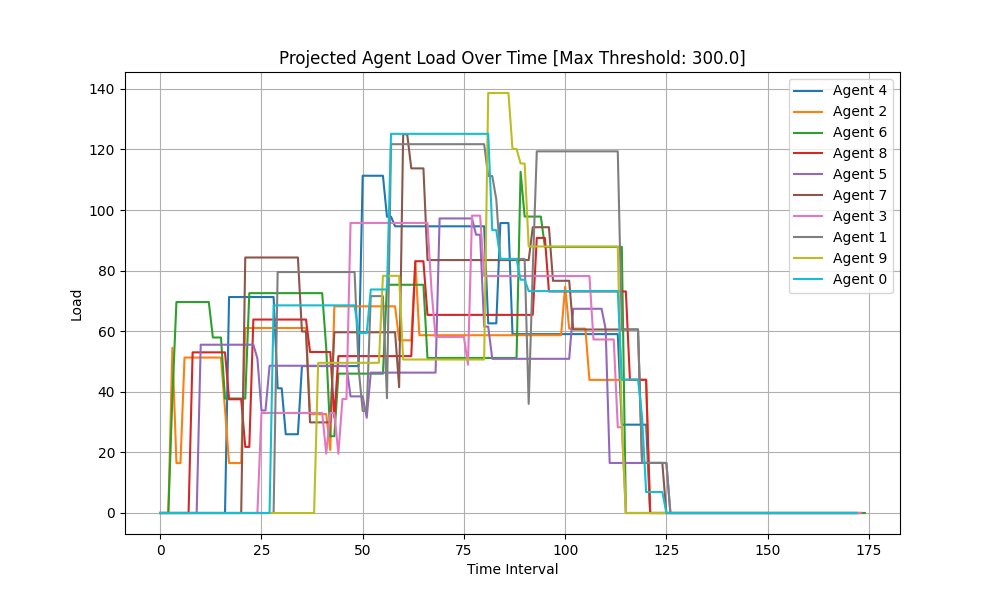 Projected Agent Load Over Time [Max Threshold: 300.0]
Load
140
120
100
80
60
40
20
0
0 25 50 75 100 125 150 175
Time Interval
Agent 4
Agent 2
Agent 6
Agent 8
Agent 5
Agent 7
Agent 3
Agent 1
Agent 9
Agent 0